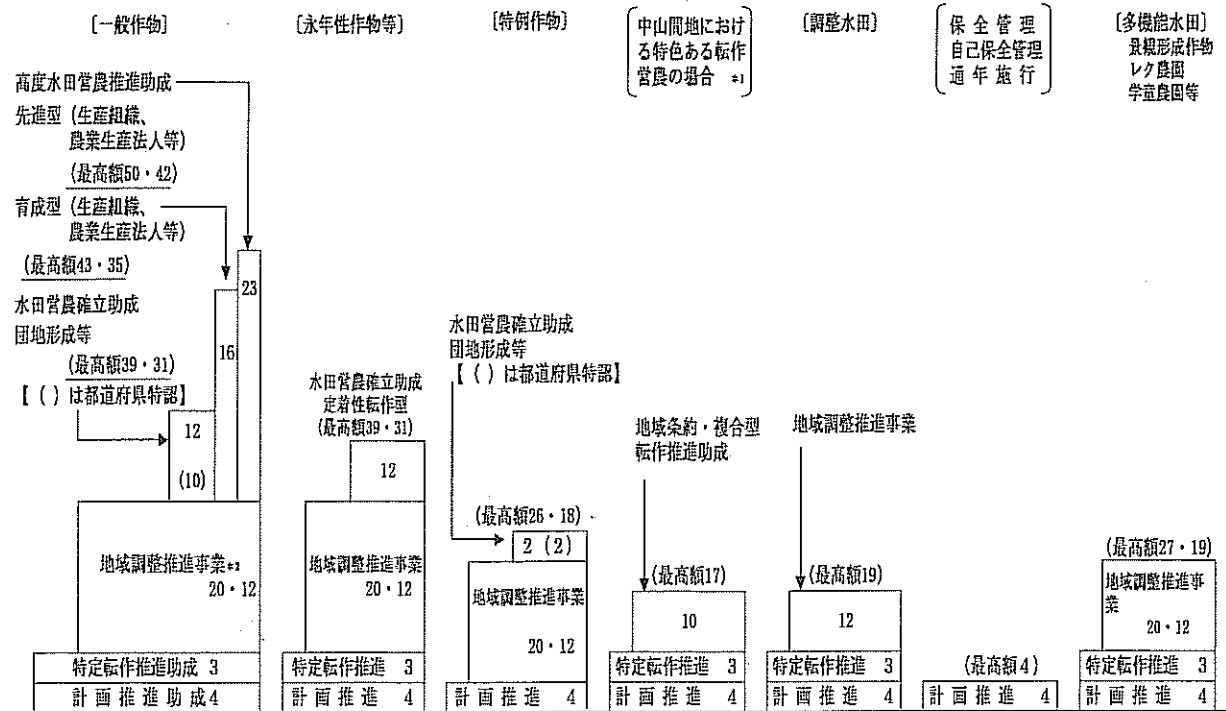 〔一般作物〕
高度水田営農推進助成
先進型（生産組織、
農業生産法人等）
（最高額50・42）
育成型（生産組織、
農業生産法人等）
（最高額43・35）
水田営農確立助成
団地形成等
（最高額39・31）
【（ ）は都道府県特認】
23
16
12
(10)
地域調整推進事業
20・12
特定転作推進助成 3
計画推進助成4
〔永年性作物等〕
水田営農確立助成
定着性転作型
（最高額39・31）
12
地域調整推進事業
20・12
特定転作推進 3
計画推進 4
〔特例作物〕
水田営農確立助成
団地形成等
【（ ）は都道府県特認】
（最高額26・18）
2（2）
地域調整推進事業
20・12
計画推進 4
中山間地におけ
る特色ある転作
営農の場合 *1
地域条約・複合型
転作推進助成
（最高額17）
10
特定転作推進 3
計画推進 4
〔調整水田〕
地域調整推進事業
（最高額19）
12
特定転作推進 3
計画推進 4
保全管理
自己保全管理
通年施行
（最高額4）
計画推進 4
〔多機能水田〕
景観形成作物
レク農園
学童農園等
（最高額27・19）
地域調整推進事
業
20・12
特定転作推進 3
計画推進 4